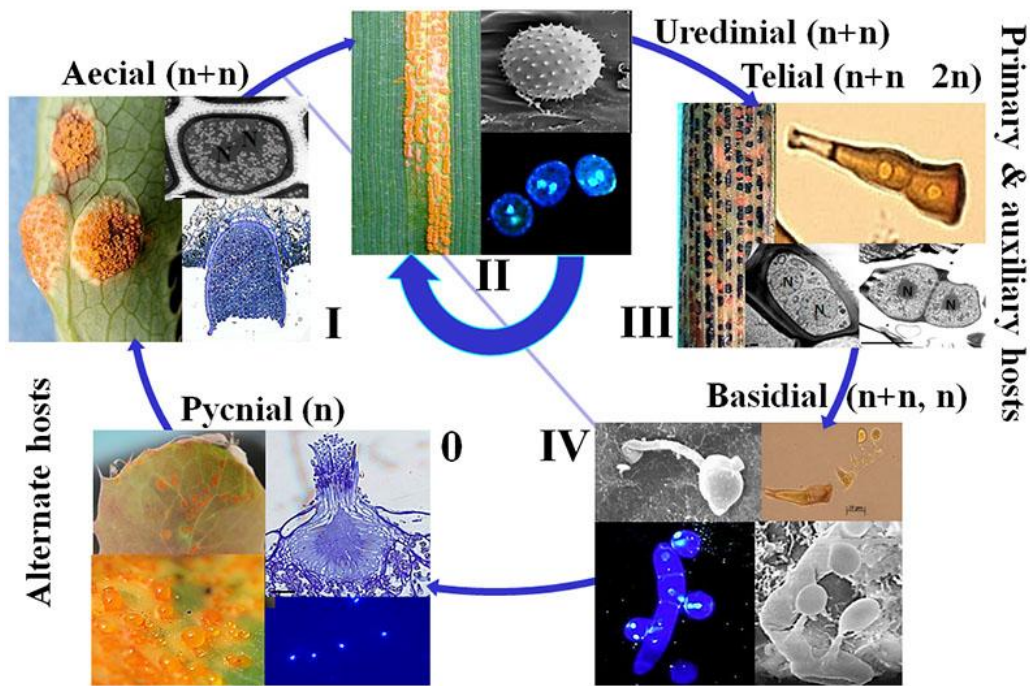 Aecial (n+n)
Uredinial (n+n)
Telial (n+n   2n)
Primary & auxiliary hosts
N
N
I
II
III
N
N
N
N
Basidial (n+n, n)
Pycnial (n)
0
IV
Alternate hosts